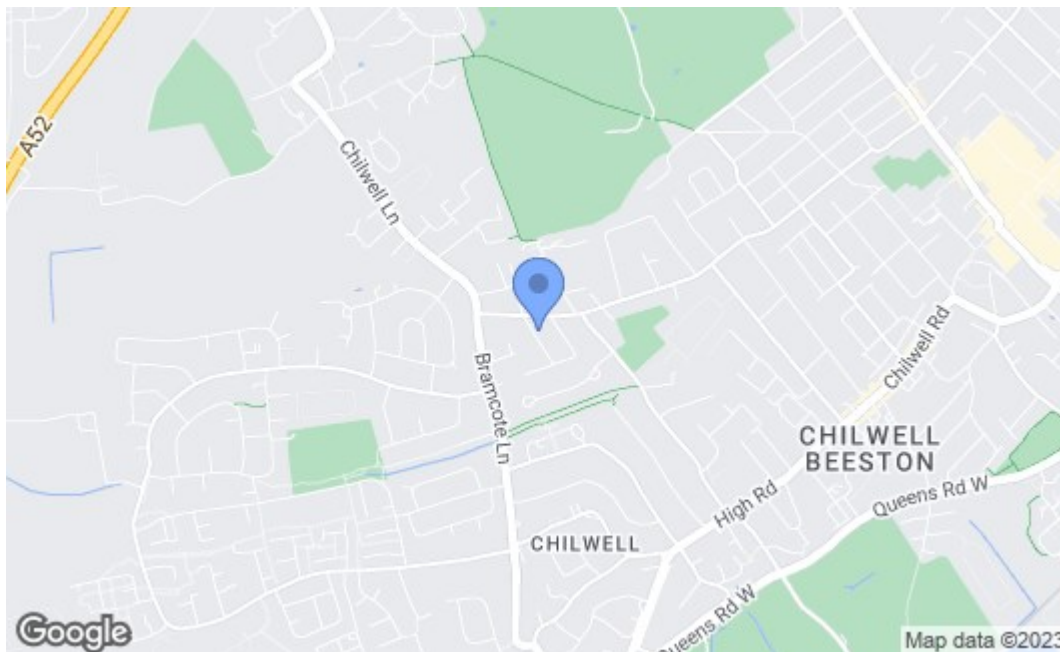 A52
Chilwell Ln
Bramcote Ln
Chilwell Rd
CHILWELL
BEESTON
High Rd
Queens Rd W
CHILWELL
Queens Rd W
Google
Map data ©2023